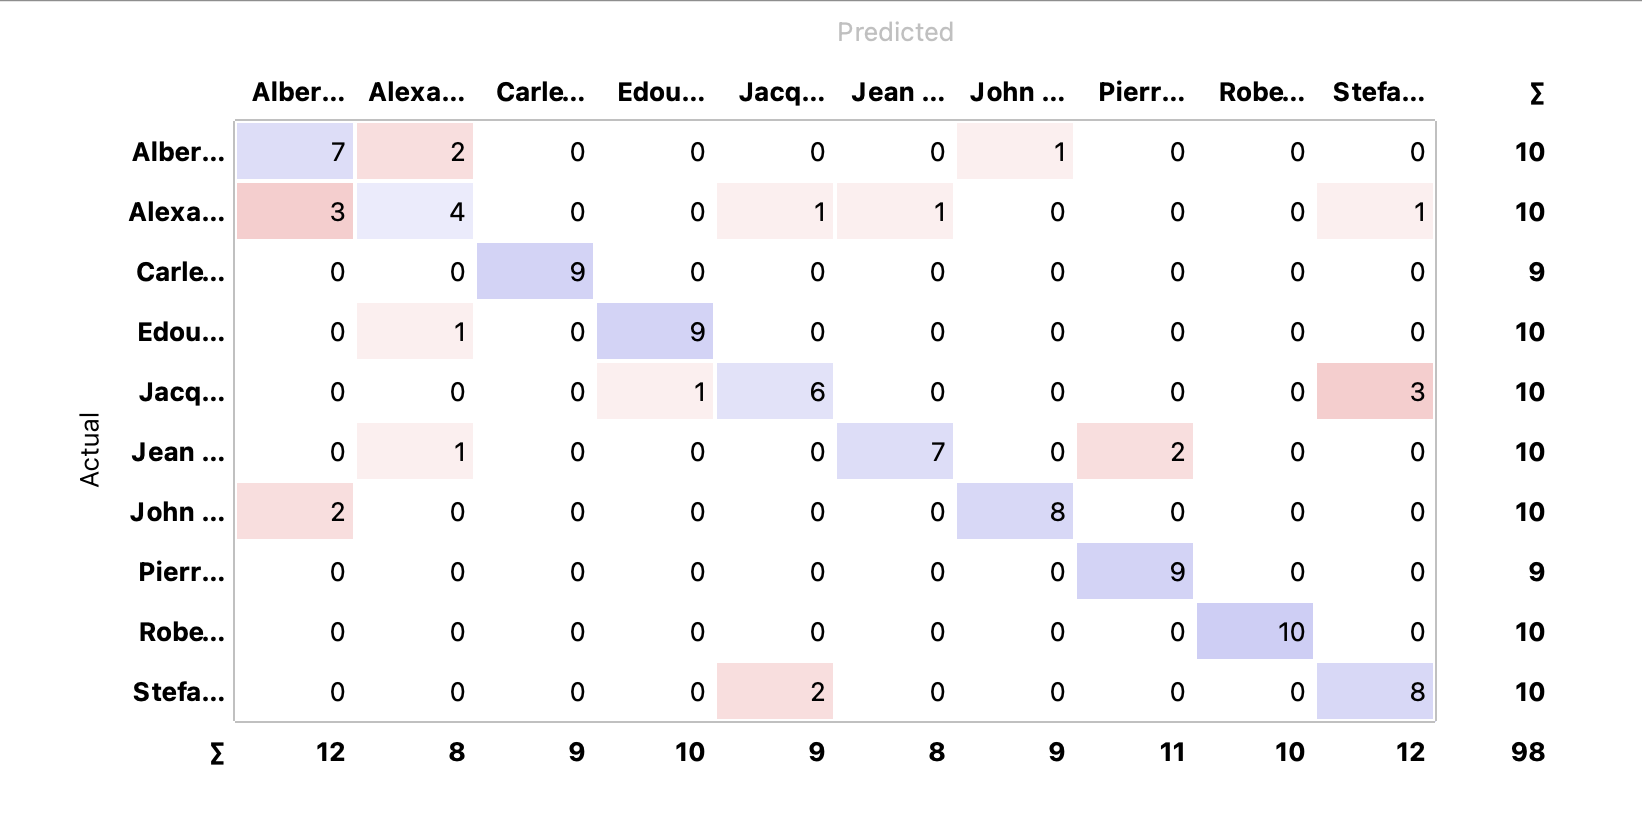 Predicted
Alber... Alexa... Carle... Edou... Jacq... Jean ... John ... Pierr... Robe... Stefa... Σ
Alber... 7 2 0 0 0 0 1 0 0 0 10
Alexa... 3 4 0 0 1 1 0 0 0 1 10
Carle... 0 0 9 0 0 0 0 0 0 0 9
Edou... 0 1 0 9 0 0 0 0 0 0 10
Jacq... 0 0 0 1 6 0 0 0 0 3 10
Actual
Jean ... 0 1 0 0 0 7 0 2 0 0 10
John ... 2 0 0 0 0 0 8 0 0 0 10
Pierr... 0 0 0 0 0 0 0 9 0 0 9
Robe... 0 0 0 0 0 0 0 0 10 0 10
Stefa... 0 0 0 0 2 0 0 0 0 8 10
Σ 12 8 9 10 9 8 9 11 10 12 98